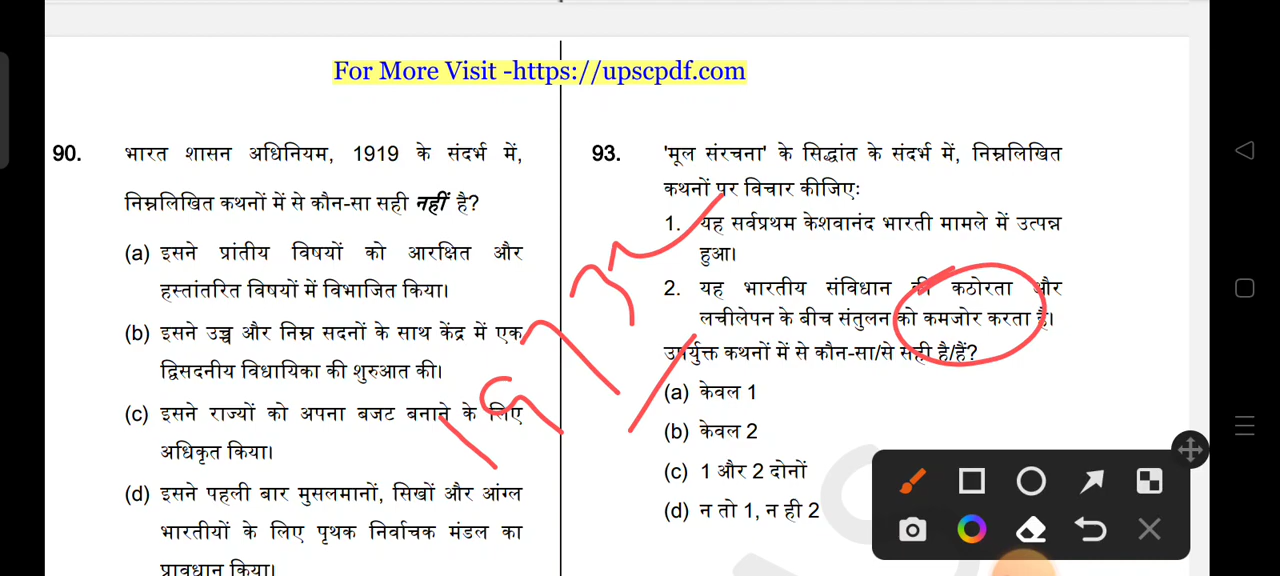 For More Visit -https://upscpdf.com
90. भारत शासन अधिनियम, 1919 के संदर्भ में,
निम्नलिखित कथनों में से कौन-सा सही नहीं है?
(a) इसने प्रांतीय विषयों को आरक्षित और
हस्तांतरित विषयों में विभाजित किया।
(b) इसने उच्च और निम्न सदनों के साथ केंद्र में एक
द्विसदनीय विधायिका की शुरुआत की।
(c) इसने राज्यों को अपना बजट बनाने के लिए
अधिकृत किया।
(d) इसने पहली बार मुसलमानों, सिखों और आंग्ल
भारतीयों के लिए पृथक निर्वाचक मंडल का
प्रावधान किया।
93. 'मूल संरचना' के सिद्धांत के संदर्भ में, निम्नलिखित
कथनों पर विचार कीजिए:
1. यह सर्वप्रथम केशवानंद भारती मामले में उत्पन्न
हुआ।
2. यह भारतीय संविधान की कठोरता और
लचीलेपन के बीच संतुलन को कमजोर करता है।
उपर्युक्त कथनों में से कौन-सा/से सही है/हैं?
(a) केवल 1
(b) केवल 2
(c) 1 और 2 दोनों
(d) न तो 1, न ही 2